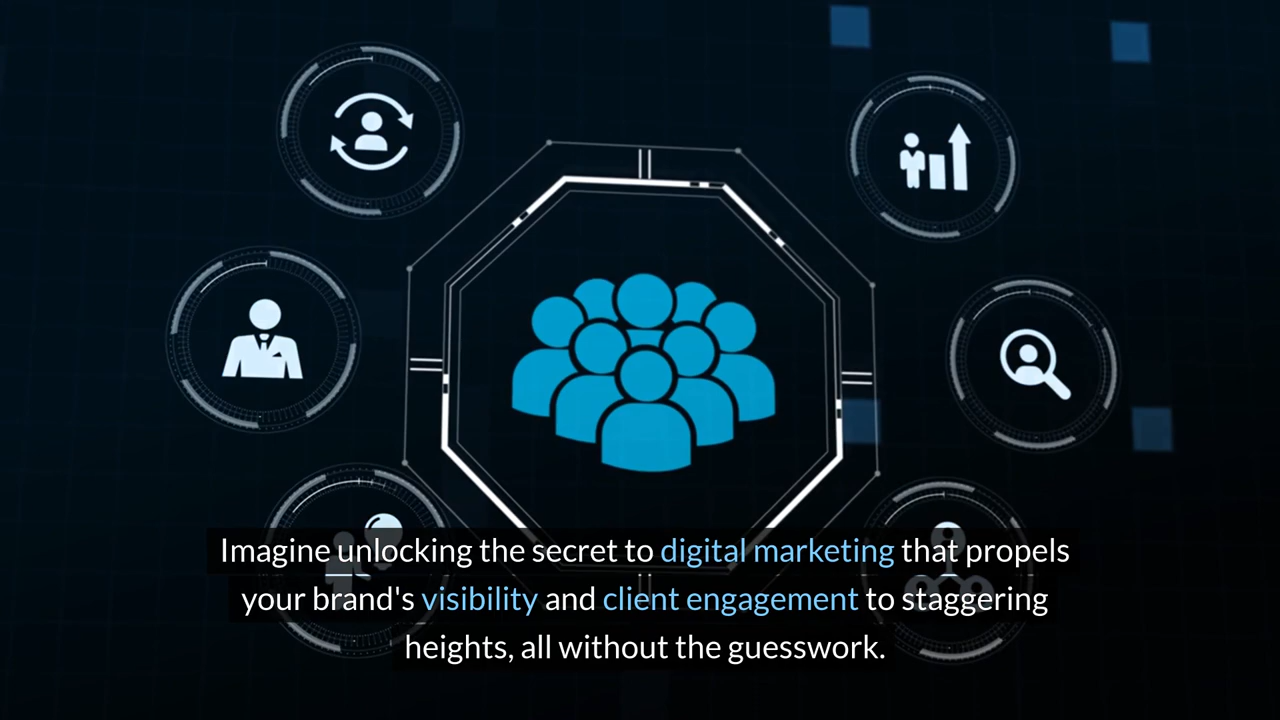 Imagine unlocking the secret to digital marketing that propels
your brand's visibility and client engagement to staggering
heights, all without the guesswork.